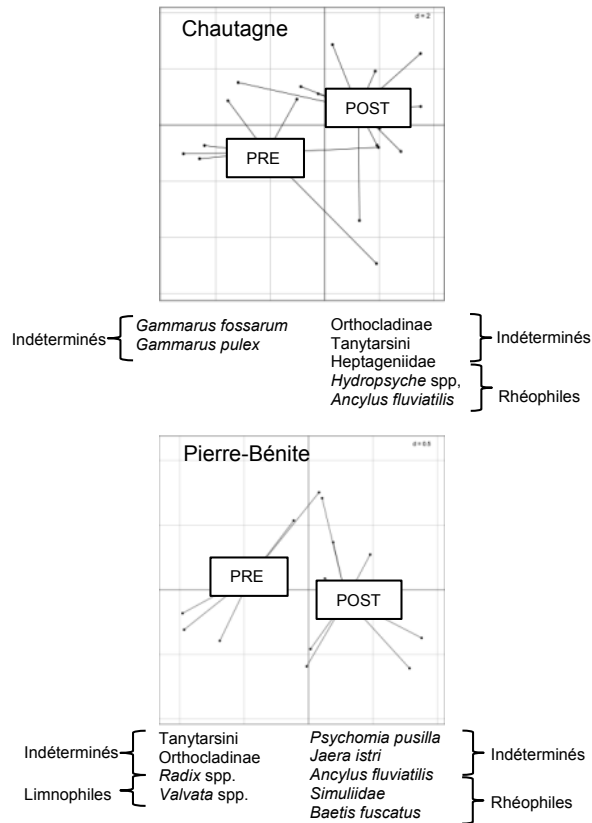 Chautagne
d=2
POST
PRE
Indéterminés
Gammarus fossarum
Gammarus pulex
Orthocladinae
Tanytarsini
Heptageniidae
Hydropsyche spp,
Ancylus fluviatilis
Indéterminés
Rhéophiles
Pierre-Bénite
d=68
PRE
POST
Indéterminés
Limnophiles
Tanytarsini
Orthocladinae
Radix spp.
Valvata spp.
Psychomia pusilla
Jaera istri
Ancylus fluviatilis
Simuliidae
Baetis fuscatus
Indéterminés
Rhéophiles